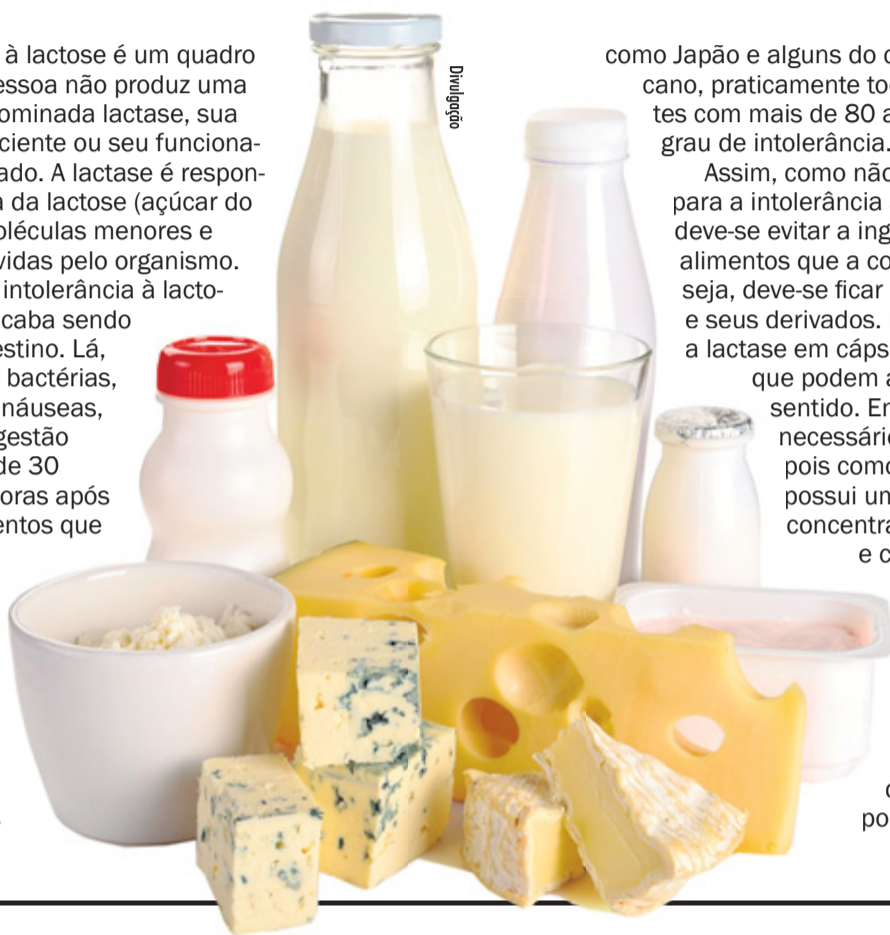 à lactose é um quadro
essoa não produz uma
ominada lactase, sua
ciente ou seu funciona-
ado. A lactase é respon-
a da lactose (açúcar do
oléculas menores e
vidas pelo organismo.
intolerância à lacto-
caba sendo
estino. Lá,
bactérias,
náuseas,
gestão
de 30
oras após
entos que
Divulgação
como Japão e alguns do c
cano, praticamente to
tes com mais de 80 a
grau de intolerância.
Assim, como não
para a intolerância
deve-se evitar a ing
alimentos que a co
seja, deve-se ficar
e seus derivados.
a lactase em cáps
que podem a
sentido. En
necessári
pois como
possui un
concentra
e c
po